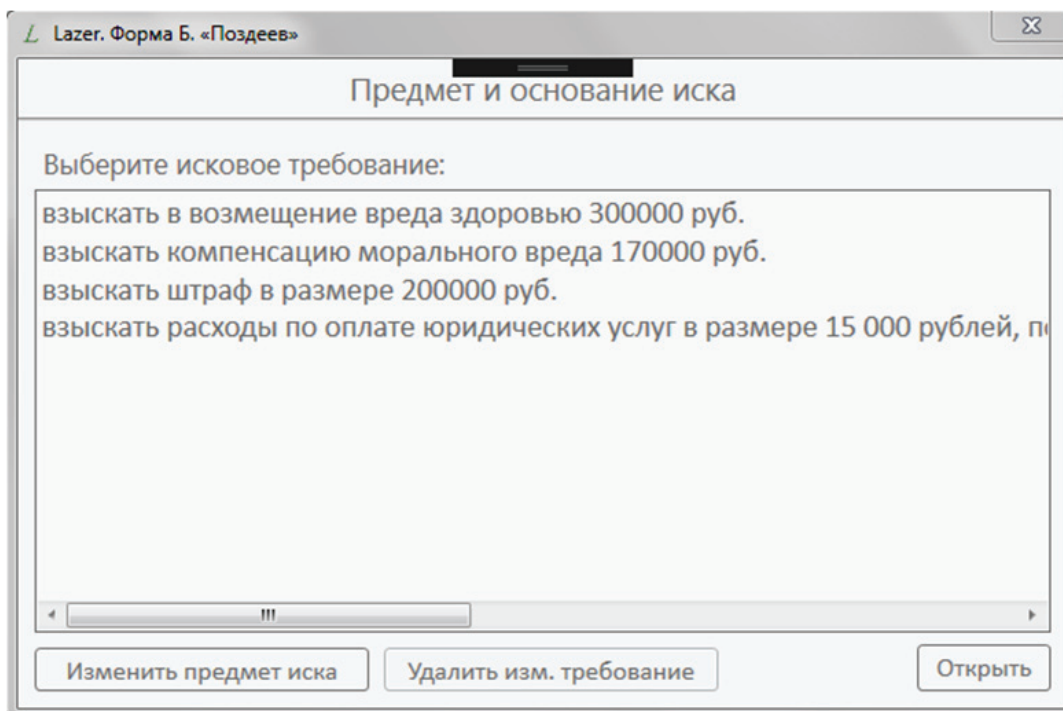 Lazer. Форма Б. «Поздеев»
Предмет и основание иска
Выберите исковое требование:
взыскать в возмещение вреда здоровью 300000 руб.
взыскать компенсацию морального вреда 170000 руб.
взыскать штраф в размере 200000 руб.
взыскать расходы по оплате юридических услуг в размере 15 000 рублей,
Изменить предмет иска Удалить изм. требование Открыть